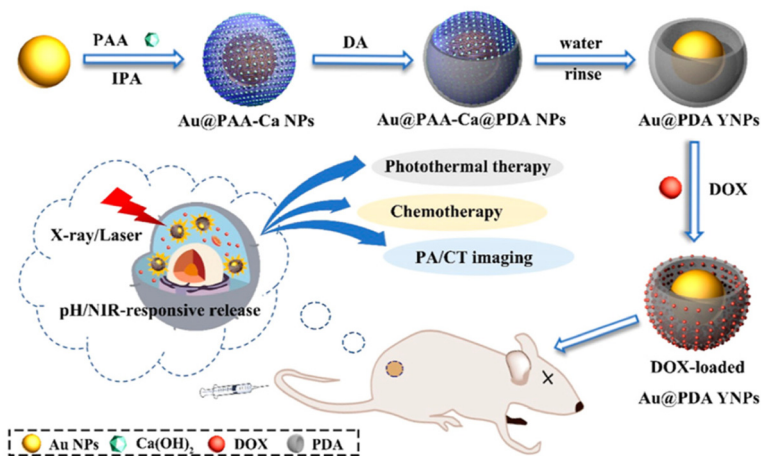 PAA
IPA
Au@PAA-Ca NPs
DA
Au@PAA-Ca@PDA NPs
water
rinse
Au@PDA YNPs
DOX
DOX-loaded
Au@PDA YNPs
Photothermal therapy
Chemotherapy
PA/CT imaging
X-ray/Laser
pH/NIR-responsive release
Au NPs Ca(OH)₂ DOX PDA